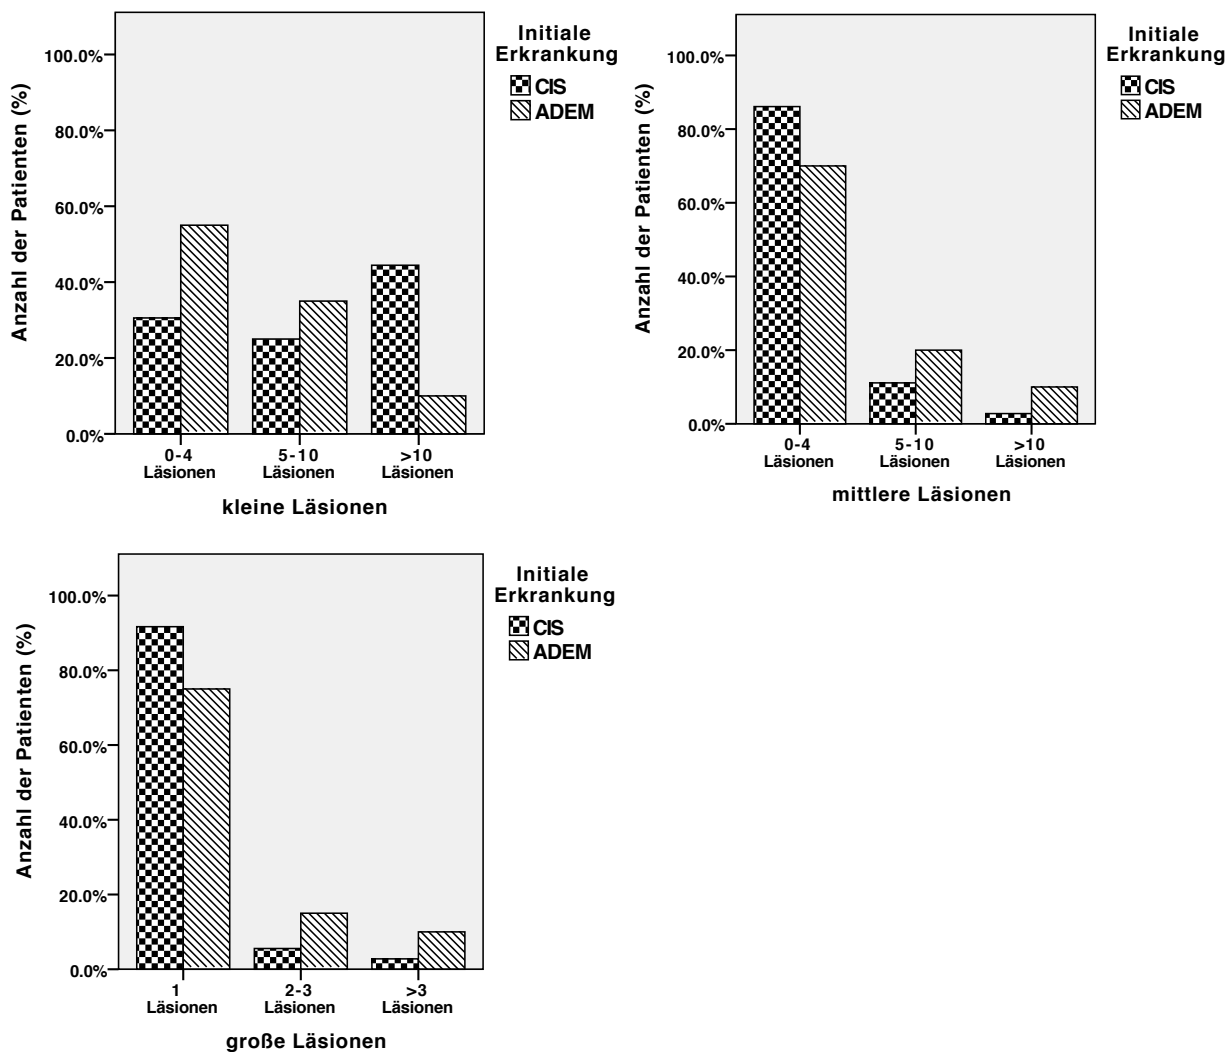 Initiale
Erkrankung
CIS
ADEM
Anzahl der Patienten (%)
100.0%
80.0%
60.0%
40.0%
20.0%
0.0%
0-4
Läsionen
5-10
Läsionen
>10
Läsionen
kleine Läsionen
Initiale
Erkrankung
CIS
ADEM
Anzahl der Patienten (%)
100.0%
80.0%
60.0%
40.0%
20.0%
0.0%
0-4
Läsionen
5-10
Läsionen
>10
Läsionen
mittlere Läsionen
Initiale
Erkrankung
CIS
ADEM
Anzahl der Patienten (%)
100.0%
80.0%
60.0%
40.0%
20.0%
0.0%
1
Läsionen
2-3
Läsionen
>3
Läsionen
große Läsionen